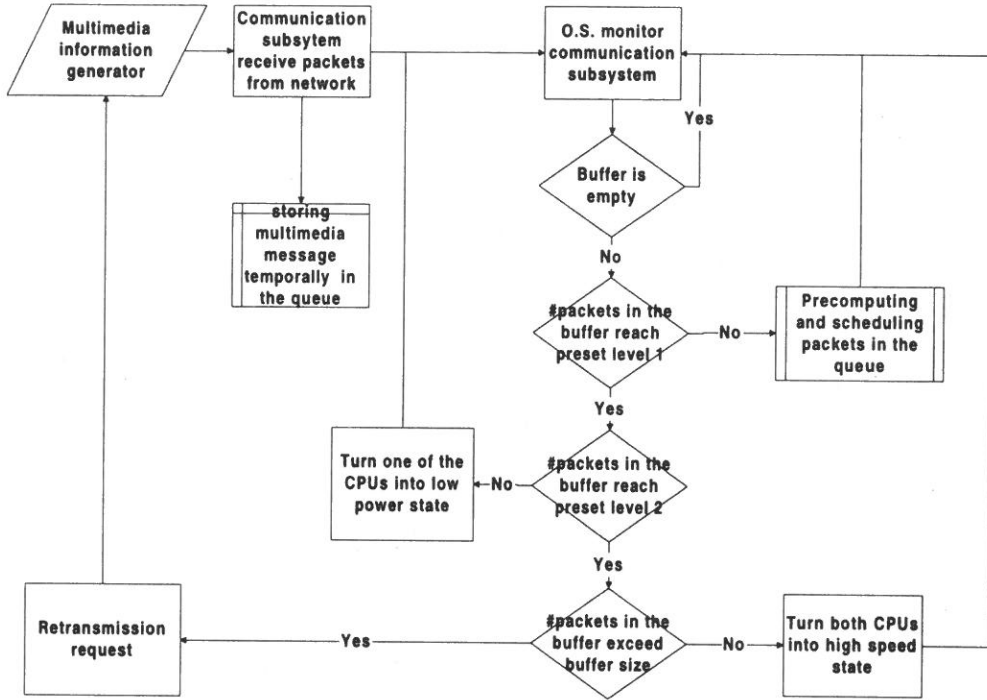 Multimedia
information
generator
Communication
subsytem
receive packets
from network
O.S. monitor
communication
subsystem
Yes
Buffer is
empty
storing
multimedia
message
temporally in
the queue
No
#packets in the
buffer reach
preset level 1
No
Precomputing
and scheduling
packets in the
queue
Yes
Turn one of the
CPUs into low
power state
No
#packets in the
buffer reach
preset level 2
Yes
Retransmission
request
Yes
#packets in the
buffer exceed
buffer size
No
Turn both CPUs
into high speed
state